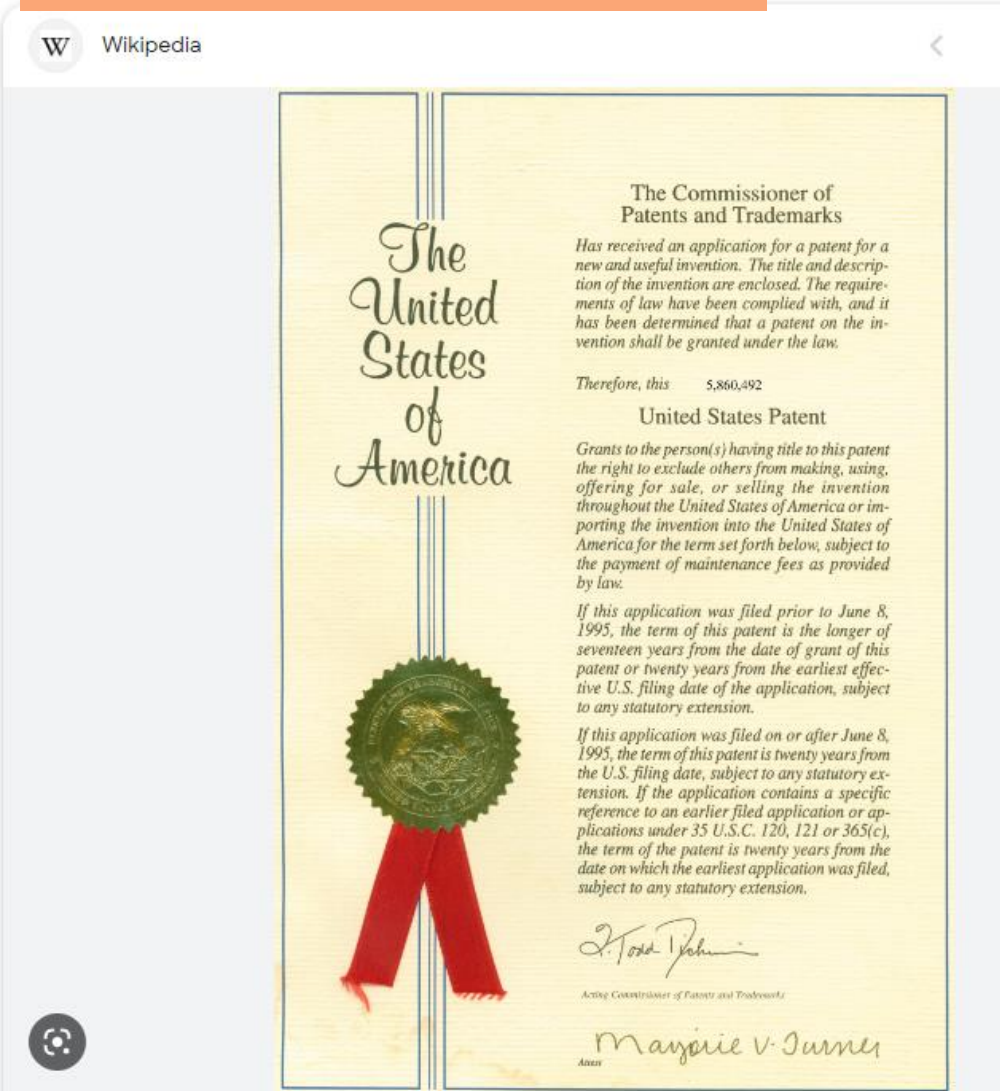 W Wikipedia
The
United
States
of
America
The Commissioner of
Patents and Trademarks
Has received an application for a patent for a
new and useful invention. The title and descrip-
tion of the invention are enclosed. The require-
ments of law have been complied with, and it
has been determined that a patent on the in-
vention shall be granted under the law.
Therefore, this 5,860,492
United States Patent
Grants to the person(s) having title to this patent
the right to exclude others from making, using,
offering for sale, or selling the invention
throughout the United States of America or im-
porting the invention into the United States of
America for the term set forth below, subject to
the payment of maintenance fees as provided
by law.
If this application was filed prior to June 8,
1995, the term of this patent is the longer of
seventeen years from the date of grant of this
patent or twenty years from the earliest effec-
tive U.S. filing date of the application, subject
to any statutory extension.
If this application was filed on or after June 8,
1995, the term of this patent is twenty years from
the U.S. filing date, subject to any statutory ex-
tension. If the application contains a specific
reference to an earlier filed application or ap-
plications under 35 U.S.C. 120, 121 or 365(c),
the term of the patent is twenty years from the
date on which the earliest application was filed,
subject to any statutory extension.
Acting Commissioner of Patents and Trademarks
Marjorie V. Turner
Attest